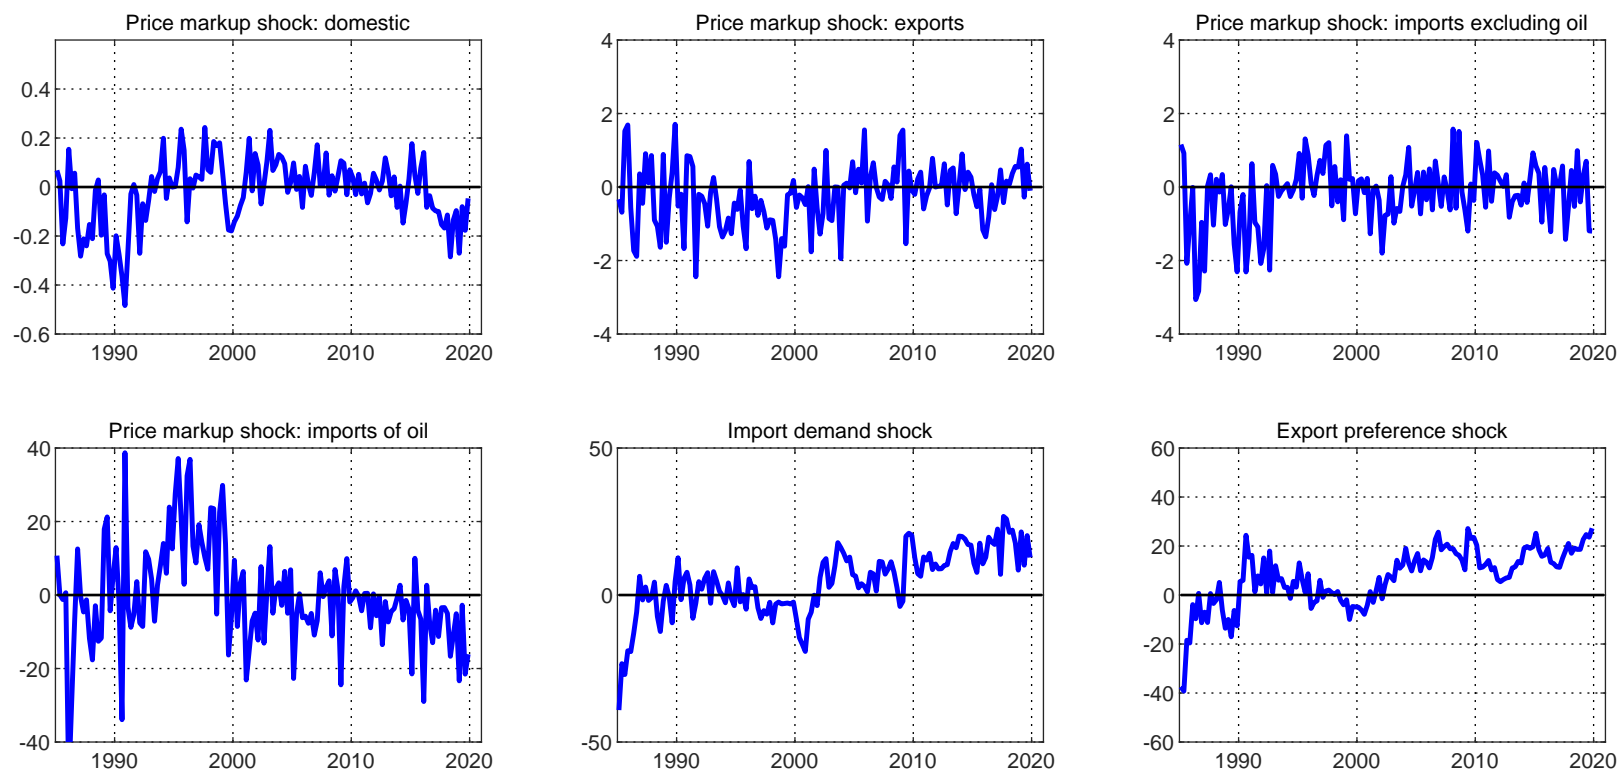 Price markup shock: domestic
0.4
0.2
0
-0.2
-0.4
-0.6
1990 2000 2010 2020
Price markup shock: exports
4
2
0
-2
-4
1990 2000 2010 2020
Price markup shock: imports excluding oil
4
2
0
-2
-4
1990 2000 2010 2020
Price markup shock: imports of oil
40
20
0
-20
-40
1990 2000 2010 2020
Import demand shock
50
0
-50
1990 2000 2010 2020
Export preference shock
60
40
20
0
-20
-40
-60
1990 2000 2010 2020